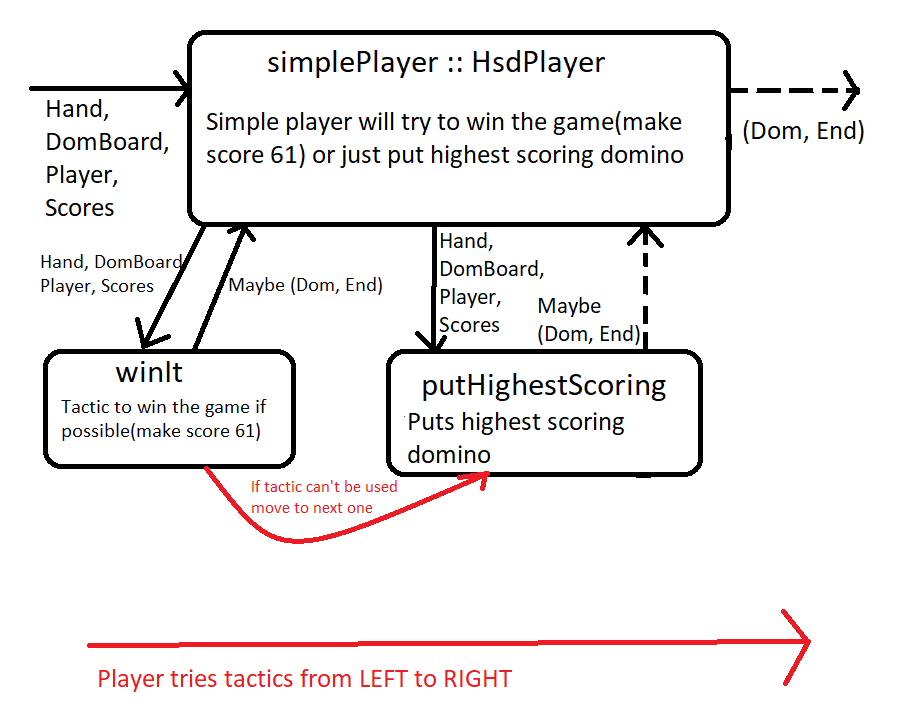 simplePlayer :: HsdPlayer
Simple player will try to win the game(make
score 61) or just put highest scoring domino
Hand,
DomBoard,
Player,
Scores
(Dom, End)
Hand, DomBoard,
Player, Scores
Maybe (Dom, End)
Hand,
DomBoard,
Player,
Scores
Maybe
(Dom, End)
winIt
Tactic to win the game if
possible(make score 61)
putHighestScoring
Puts highest scoring
domino
If tactic can't be used
move to next one
Player tries tactics from LEFT to RIGHT